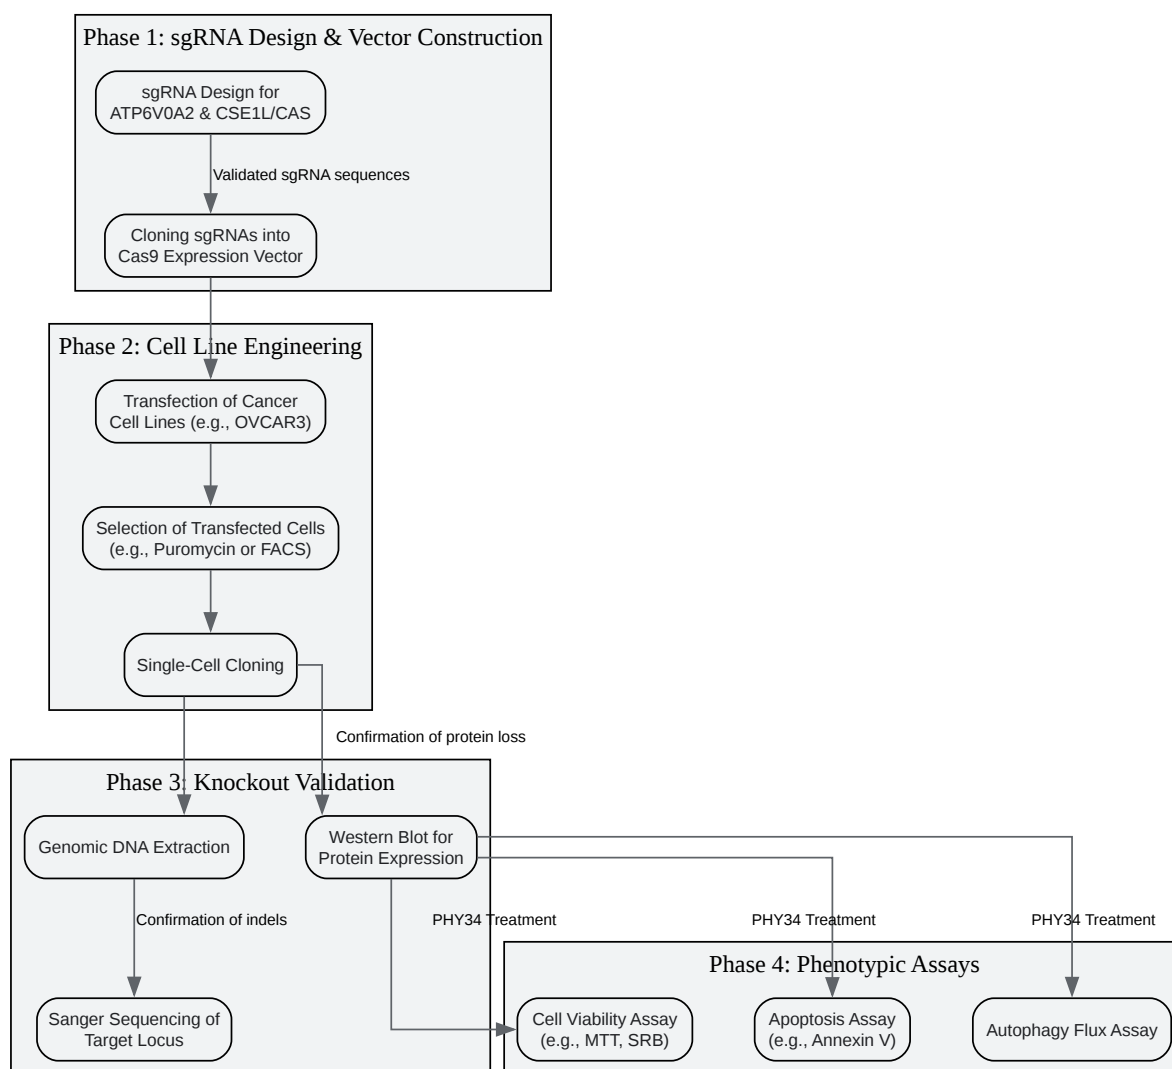 Phase 1: sgRNA Design & Vector Construction
sgRNA Design for
ATP6V0A2 & CSE1L/CAS
Validated sgRNA sequences
Cloning sgRNAs into
Cas9 Expression Vector
Phase 2: Cell Line Engineering
Transfection of Cancer
Cell Lines (e.g., OVCAR3)
Selection of Transfected Cells
(e.g., Puromycin or FACS)
Single-Cell Cloning
Confirmation of protein loss
Phase 3: Knockout Validation
Genomic DNA Extraction
Western Blot for
Protein Expression
Confirmation of indels
PHY34 Treatment
PHY34 Treatment
PHY34 Treatment
Sanger Sequencing of
Target Locus
Phase 4: Phenotypic Assays
Cell Viability Assay
(e.g., MTT, SRB)
Apoptosis Assay
(e.g., Annexin V)
Autophagy Flux Assay